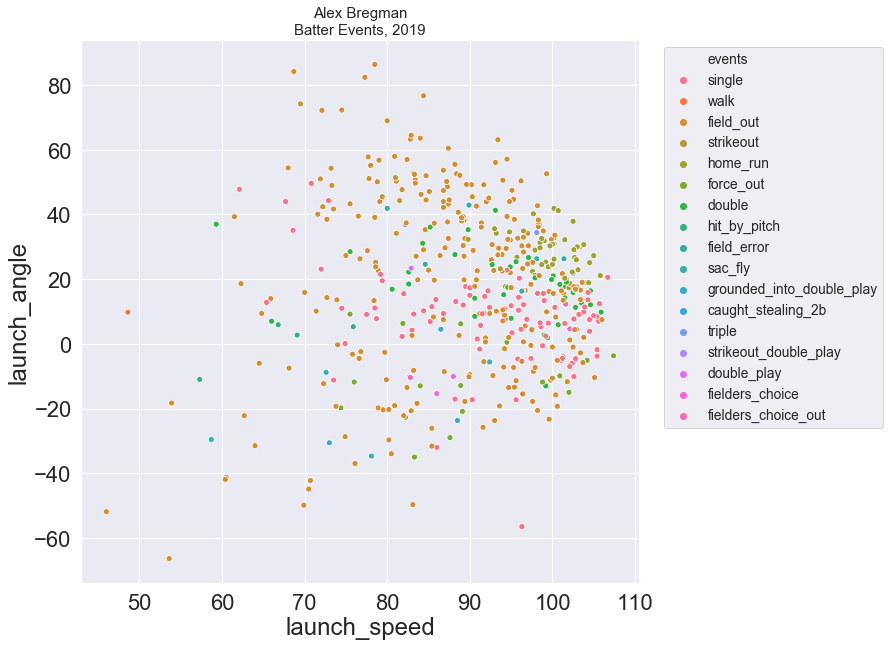 Alex Bregman
Batter Events, 2019
launch_angle
80
60
40
20
0
−20
−40
−60
50 60 70 80 90 100 110
launch_speed
events
single
walk
field_out
strikeout
home_run
force_out
double
hit_by_pitch
field_error
sac_fly
grounded_into_double_play
caught_stealing_2b
triple
strikeout_double_play
double_play
fielders_choice
fielders_choice_out